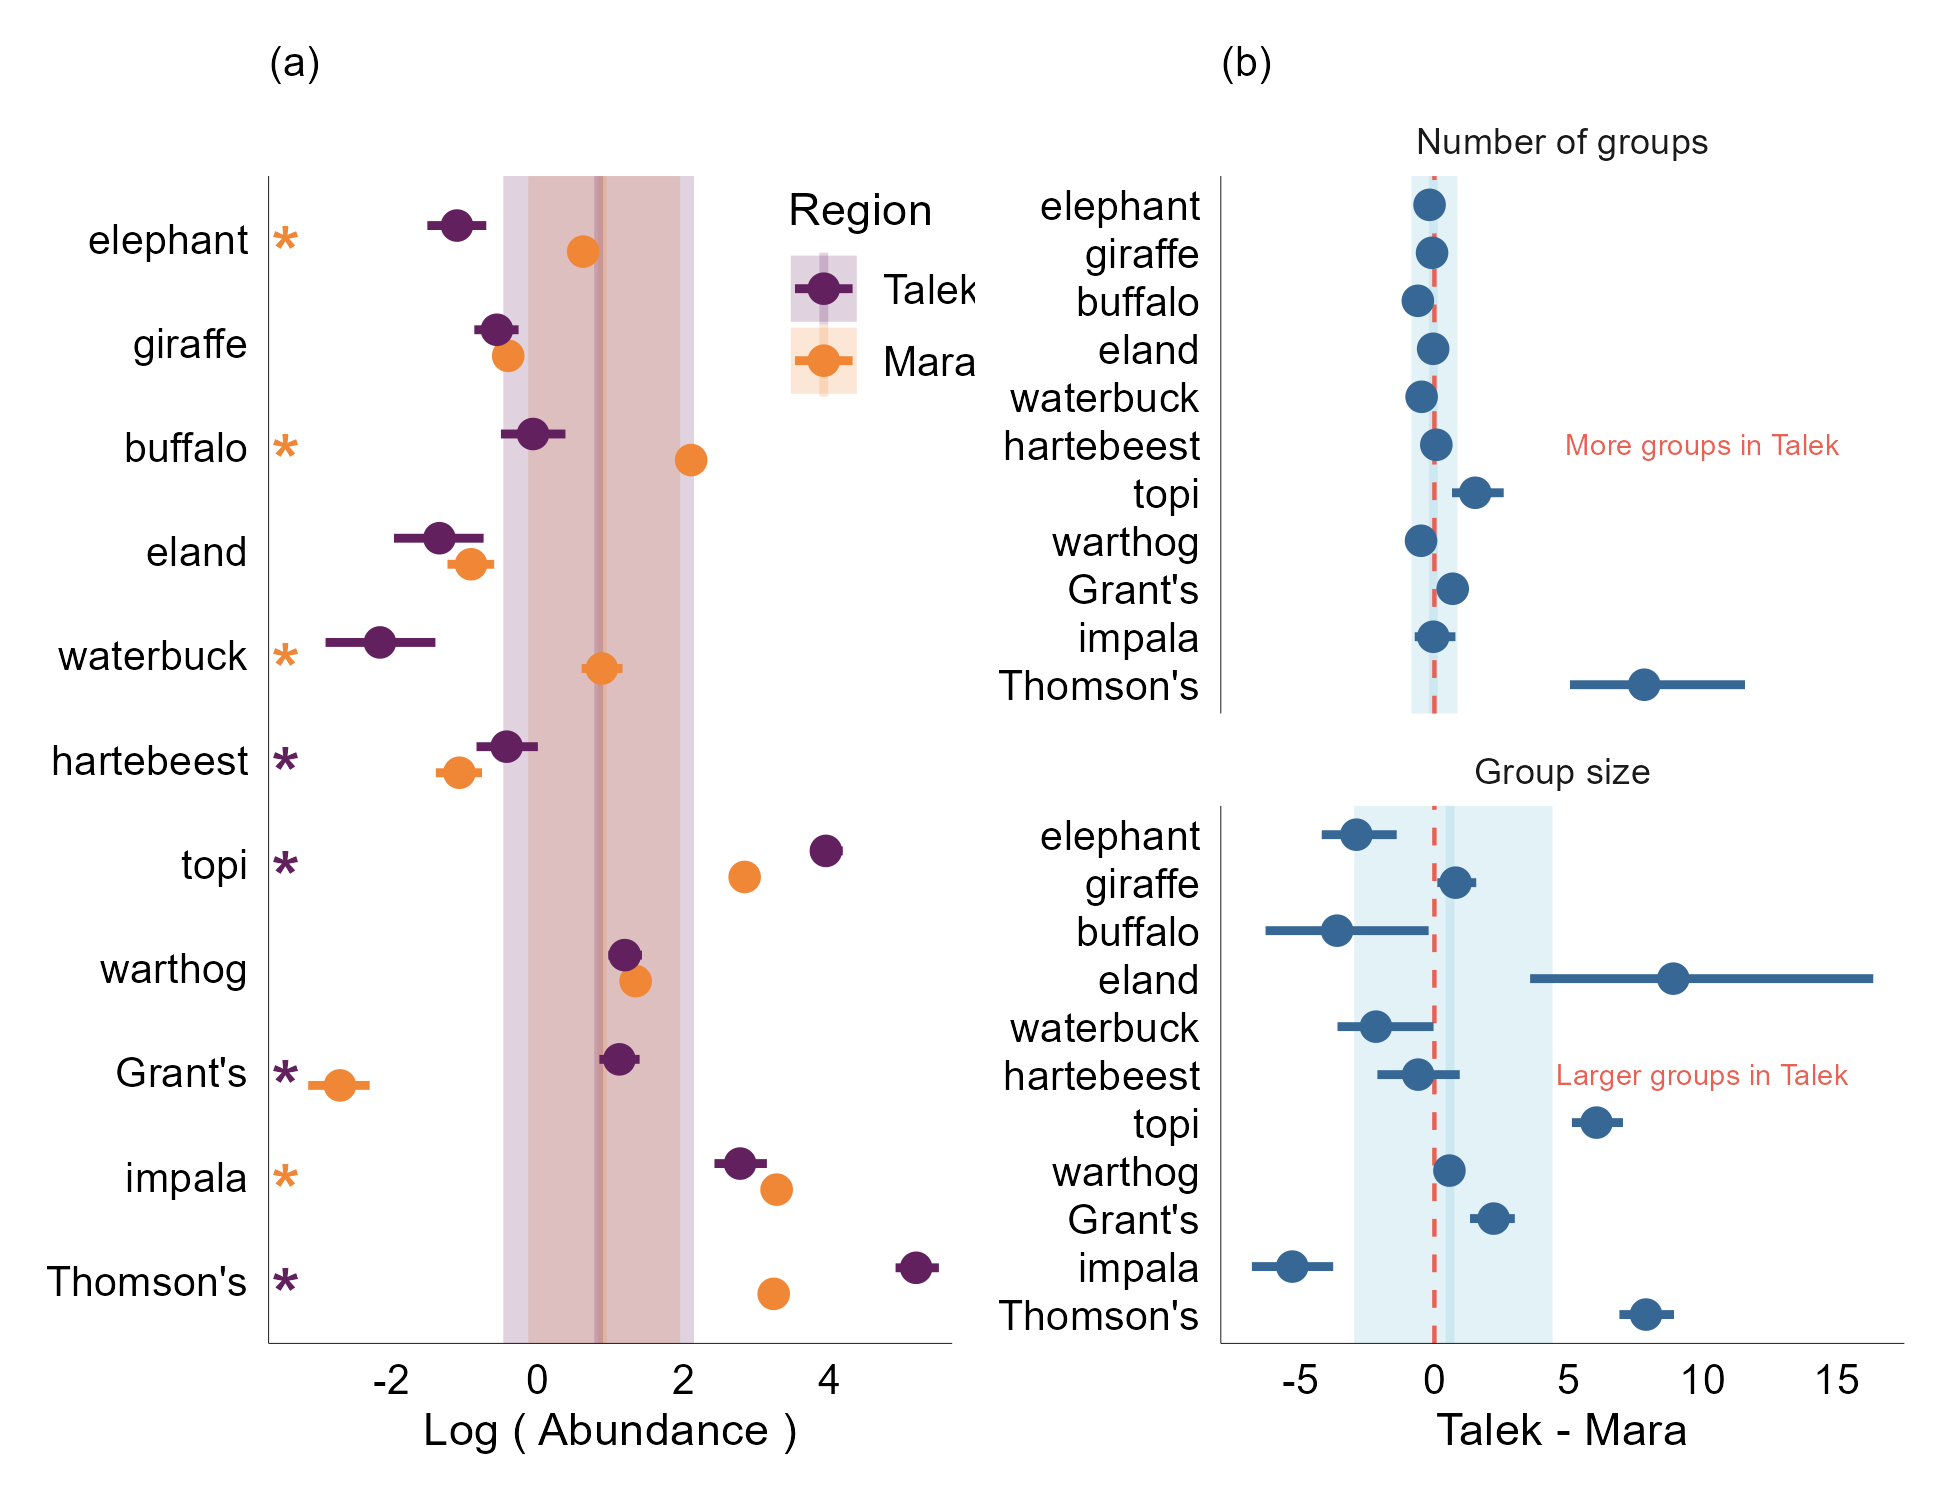 (a)
elephant *
giraffe
buffalo *
eland
waterbuck *
hartebeest *
topi *
warthog
Grant's *
impala *
Thomson's *
-2 0 2 4
Log ( Abundance )
Region
Talek
Mara
(b)
Number of groups
elephant
giraffe
buffalo
eland
waterbuck
hartebeest
topi
warthog
Grant's
impala
Thomson's
More groups in Talek
Group size
elephant
giraffe
buffalo
eland
waterbuck
hartebeest
topi
warthog
Grant's
impala
Thomson's
Larger groups in Talek
-5 0 5 10 15
Talek - Mara